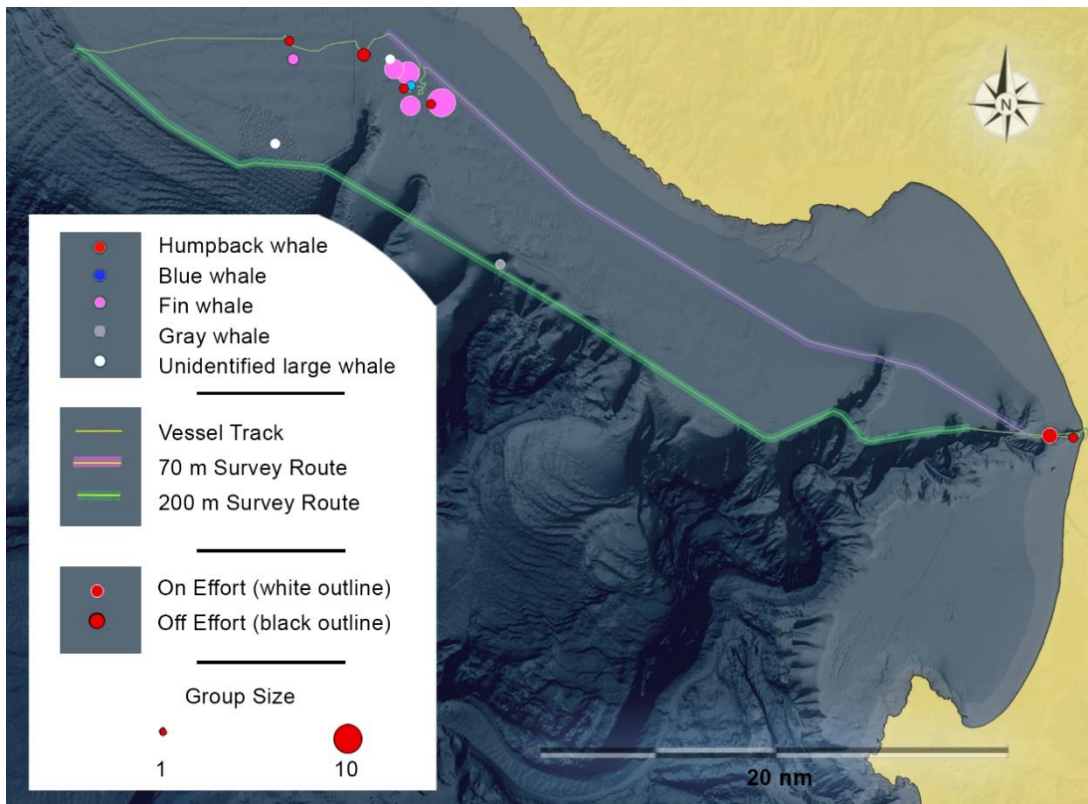 N
Humpback whale
Blue whale
Fin whale
Gray whale
Unidentified large whale
Vessel Track
70 m Survey Route
200 m Survey Route
On Effort (white outline)
Off Effort (black outline)
Group Size
1 10
20 nm